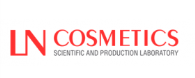 LN COSMETICS
SCIENTIFIC AND PRODUCTION LABORATORY